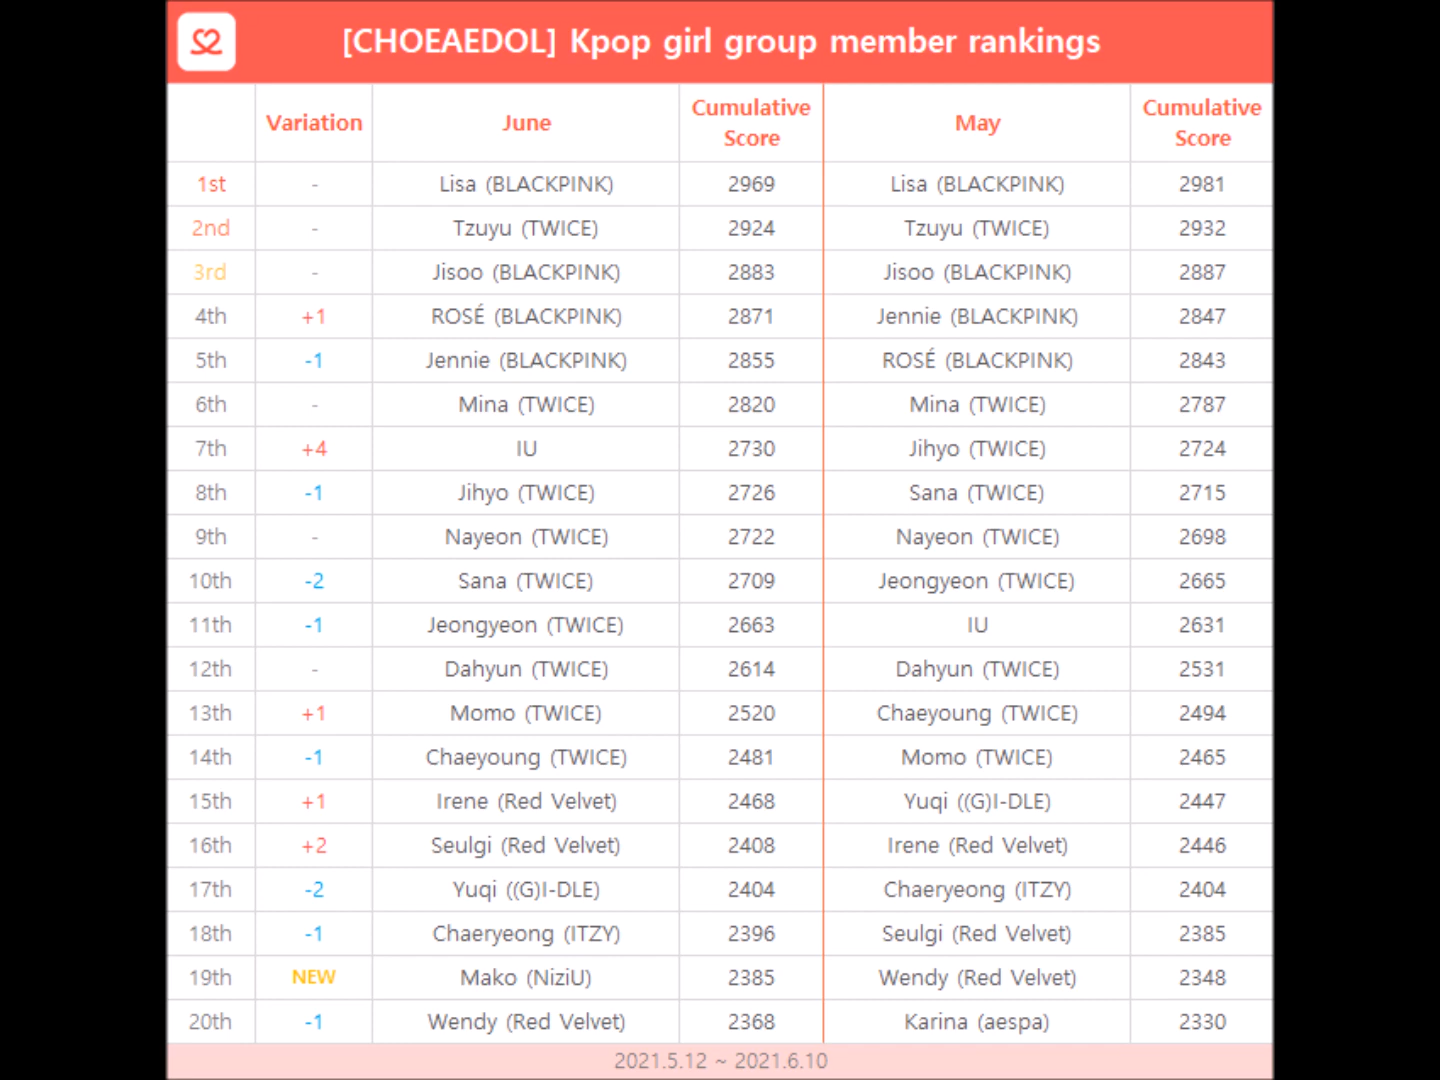 [CHOEAEDOL] Kpop girl group member rankings
Variation June Cumulative Score May Cumulative Score
1st - Lisa (BLACKPINK) 2969 Lisa (BLACKPINK) 2981
2nd - Tzuyu (TWICE) 2924 Tzuyu (TWICE) 2932
3rd - Jisoo (BLACKPINK) 2883 Jisoo (BLACKPINK) 2887
4th +1 ROSÉ (BLACKPINK) 2871 Jennie (BLACKPINK) 2847
5th -1 Jennie (BLACKPINK) 2855 ROSÉ (BLACKPINK) 2843
6th - Mina (TWICE) 2820 Mina (TWICE) 2787
7th +4 IU 2730 Jihyo (TWICE) 2724
8th -1 Jihyo (TWICE) 2726 Sana (TWICE) 2715
9th - Nayeon (TWICE) 2722 Nayeon (TWICE) 2698
10th -2 Sana (TWICE) 2709 Jeongyeon (TWICE) 2665
11th -1 Jeongyeon (TWICE) 2663 IU 2631
12th - Dahyun (TWICE) 2614 Dahyun (TWICE) 2531
13th +1 Momo (TWICE) 2520 Chaeyoung (TWICE) 2494
14th -1 Chaeyoung (TWICE) 2481 Momo (TWICE) 2465
15th +1 Irene (Red Velvet) 2468 Yuqi ((G)I-DLE) 2447
16th +2 Seulgi (Red Velvet) 2408 Irene (Red Velvet) 2446
17th -2 Yuqi ((G)I-DLE) 2404 Chaeryeong (ITZY) 2404
18th -1 Chaeryeong (ITZY) 2396 Seulgi (Red Velvet) 2385
19th NEW Mako (NiziU) 2385 Wendy (Red Velvet) 2348
20th -1 Wendy (Red Velvet) 2368 Karina (aespa) 2330
2021.5.12 ~ 2021.6.10